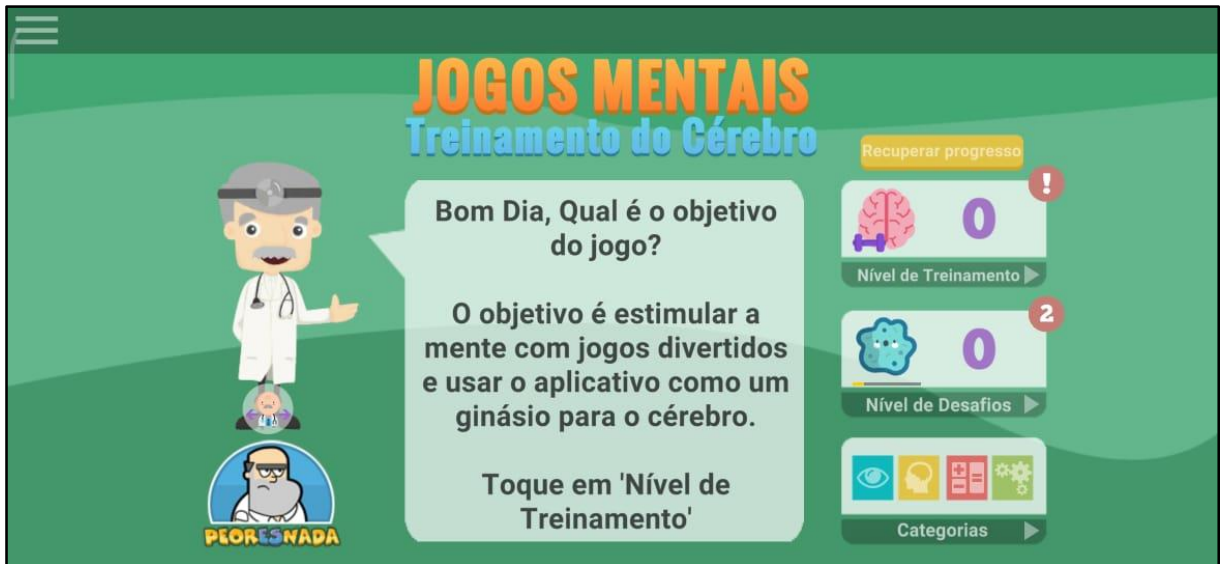 JOGOS MENTAIS
Treinamento do Cérebro
Recuperar progresso
Bom Dia, Qual é o objetivo
do jogo?
O objetivo é estimular a
mente com jogos divertidos
e usar o aplicativo como um
ginásio para o cérebro.
Toque em 'Nível de
Treinamento'
!
0
Nível de Treinamento
2
0
Nível de Desafios
Categorias
PEORESNADA